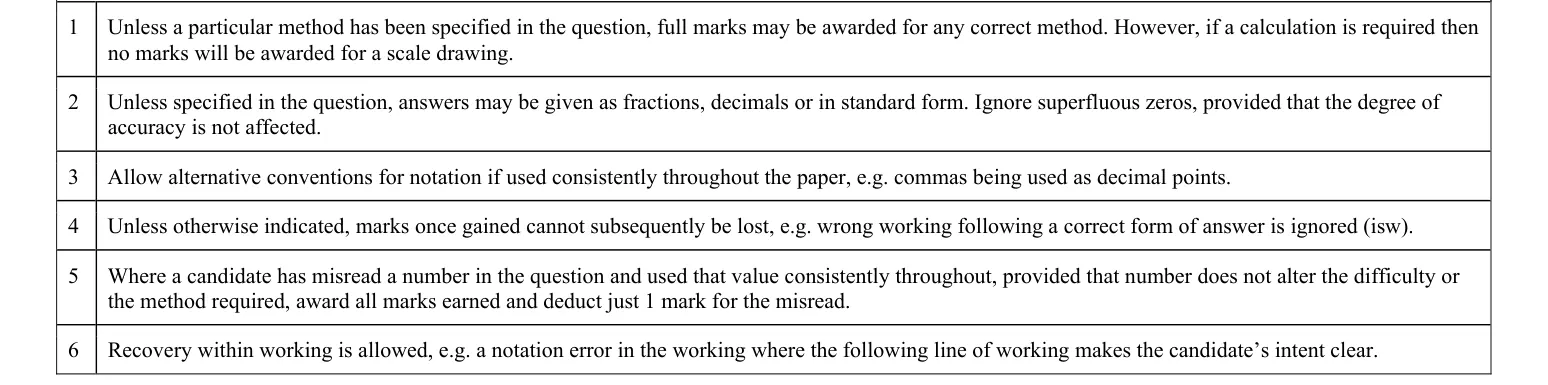 1 Unless a particular method has been specified in the question, full marks may be awarded for any correct method. However, if a calculation is required then
no marks will be awarded for a scale drawing.
2 Unless specified in the question, answers may be given as fractions, decimals or in standard form. Ignore superfluous zeros, provided that the degree of
accuracy is not affected.
3 Allow alternative conventions for notation if used consistently throughout the paper, e.g. commas being used as decimal points.
4 Unless otherwise indicated, marks once gained cannot subsequently be lost, e.g. wrong working following a correct form of answer is ignored (isw).
5 Where a candidate has misread a number in the question and used that value consistently throughout, provided that number does not alter the difficulty or
the method required, award all marks earned and deduct just 1 mark for the misread.
6 Recovery within working is allowed, e.g. a notation error in the working where the following line of working makes the candidate’s intent clear.